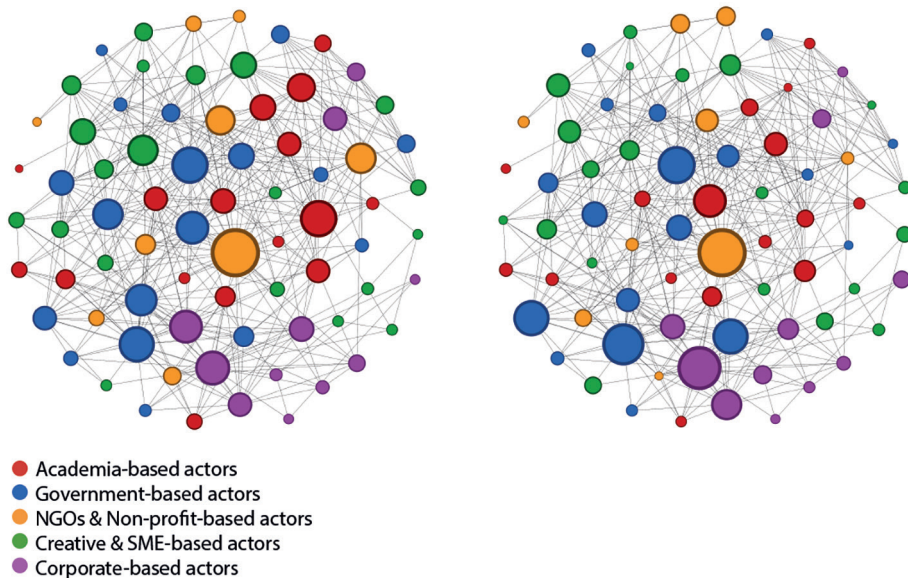 Academia-based actors
Government-based actors
NGOs & Non-profit-based actors
Creative & SME-based actors
Corporate-based actors